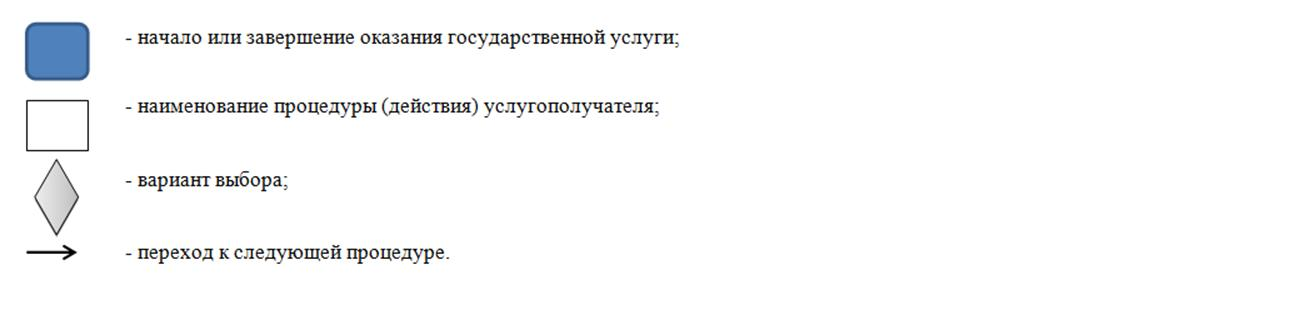 - начало или завершение оказания государственной услуги;
- наименование процедуры (действия) услугополучателя;
- вариант выбора;
- переход к следующей процедуре.